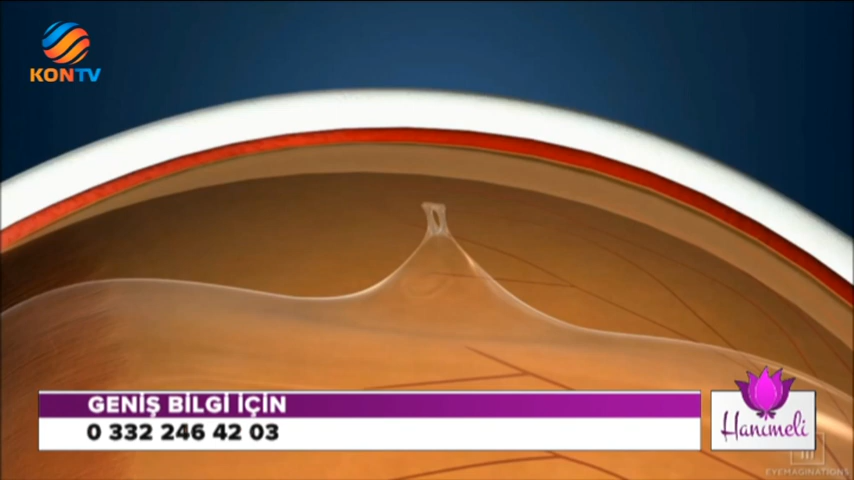 KONTV
GENİŞ BİLGİ İÇİN
0 332 246 42 03
Hanımeli
EYEMAGINATIONS